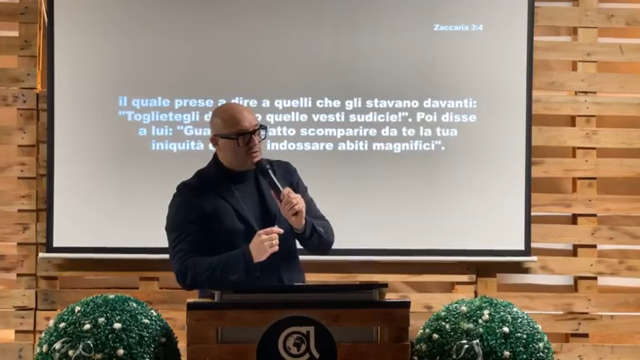 Zaccaria 3:4
il quale prese a dire a quelli che gli stavano davanti:
"Toglietegli d o quelle vesti sudicie!". Poi disse
a lui: "Gua atto scomparire da te la tua
iniquità indossare abiti magnifici".
a